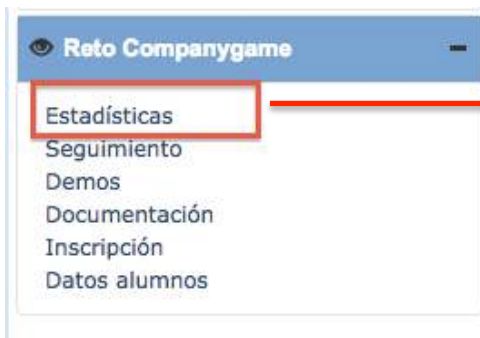 Reto Companygame
Estadísticas
Seguimiento
Demos
Documentación
Inscripción
Datos alumnos